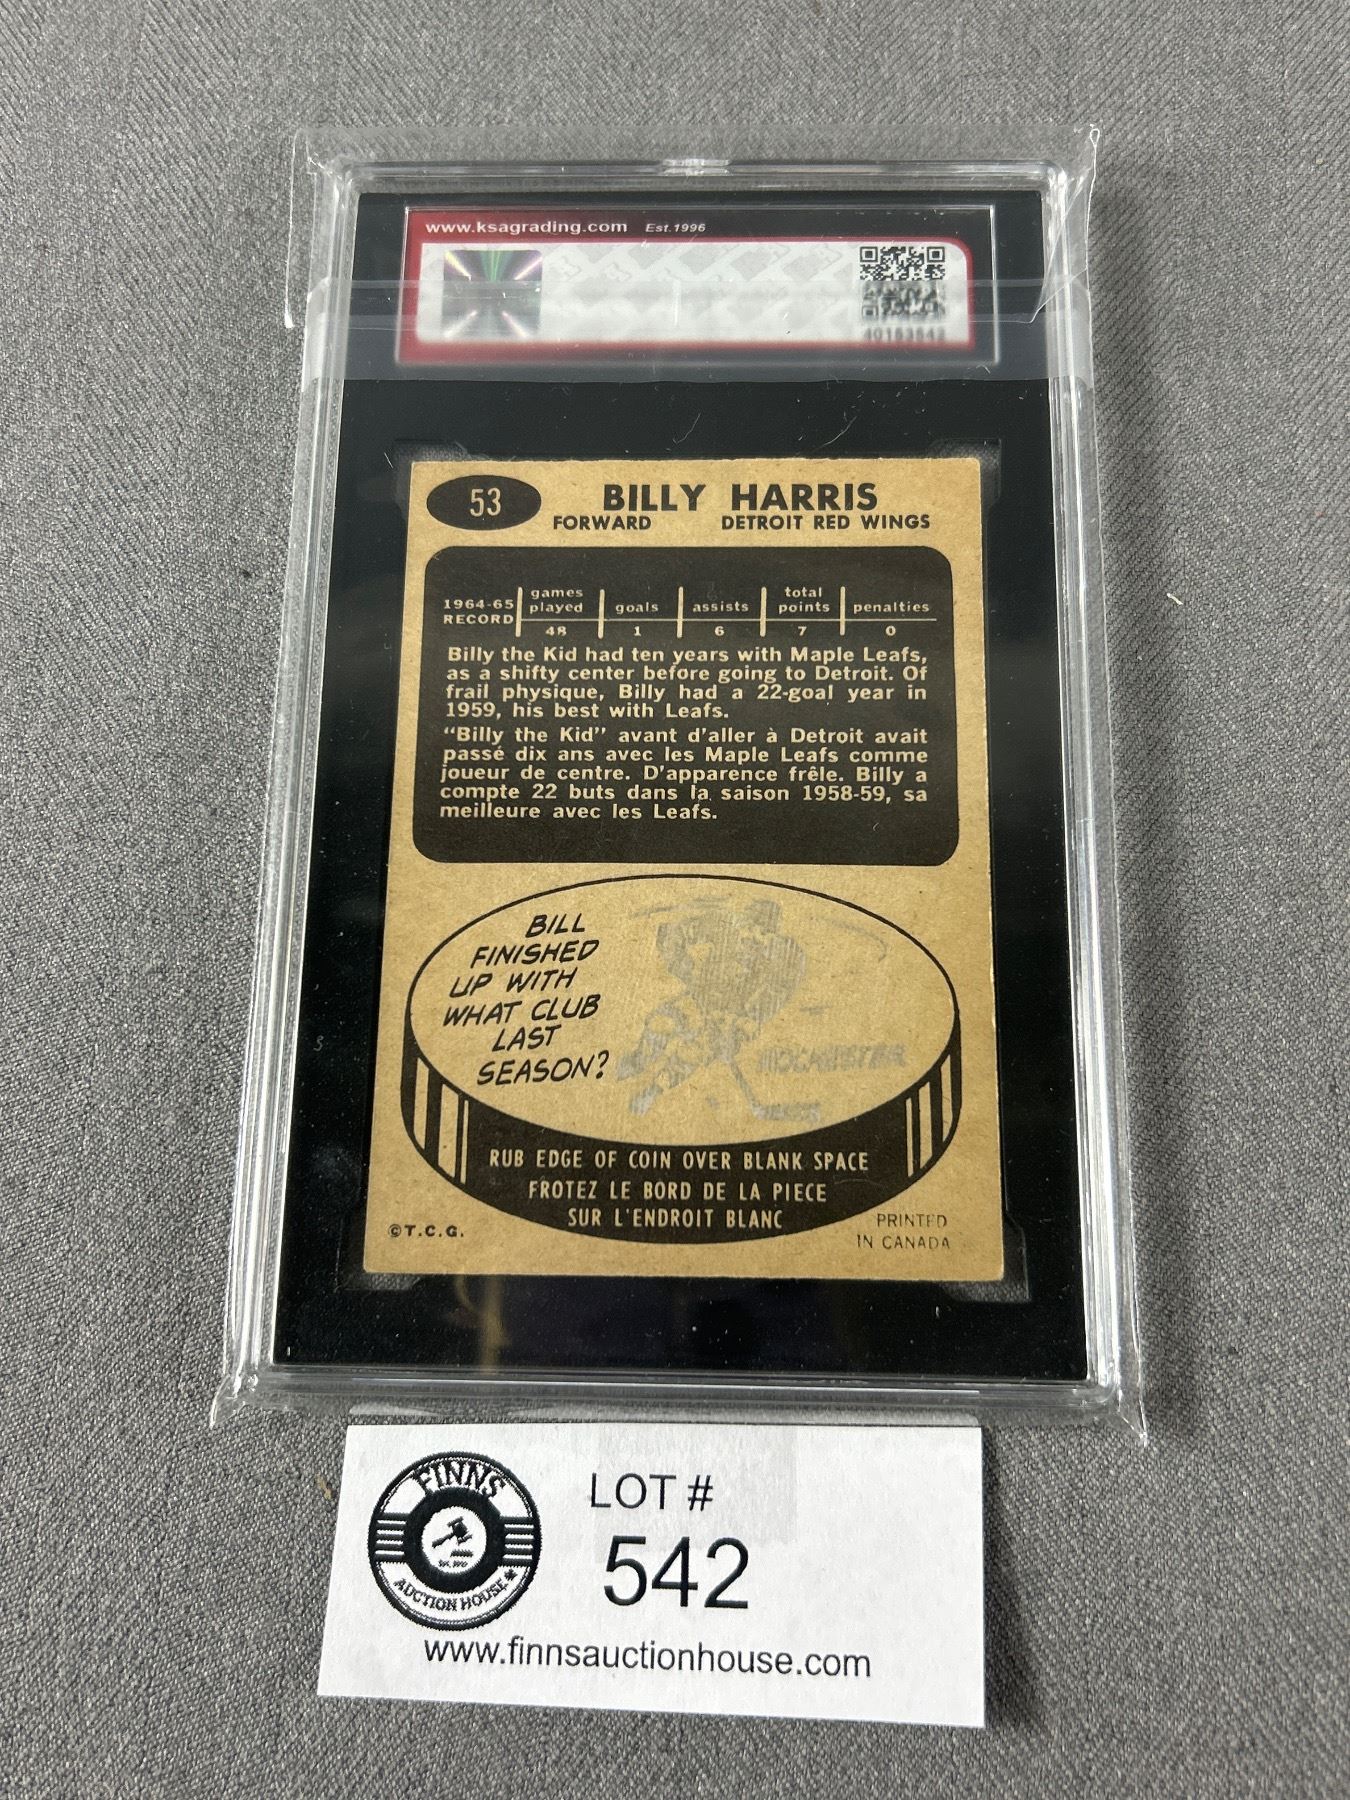 www.ksagrading.com Est.1996
40153542
53
BILLY HARRIS
FORWARD DETROIT RED WINGS
1964-65 RECORD games played goals assists total points penalties
48 1 6 7 0
Billy the Kid had ten years with Maple Leafs,
as a shifty center before going to Detroit. Of
frail physique, Billy had a 22-goal year in
1959, his best with Leafs.
"Billy the Kid" avant d'aller à Detroit avait
passé dix ans avec les Maple Leafs comme
joueur de centre. D'apparence frêle. Billy a
compte 22 buts dans la saison 1958-59, sa
meilleure avec les Leafs.
BILL
FINISHED
UP WITH
WHAT CLUB
LAST
SEASON?
ROCHESTER
RUB EDGE OF COIN OVER BLANK SPACE
FROTEZ LE BORD DE LA PIECE
SUR L'ENDROIT BLANC
©T.C.G.
PRINTED
IN CANADA
FINNS
AUCTION HOUSE
LOT #
542
www.finnsauctionhouse.com